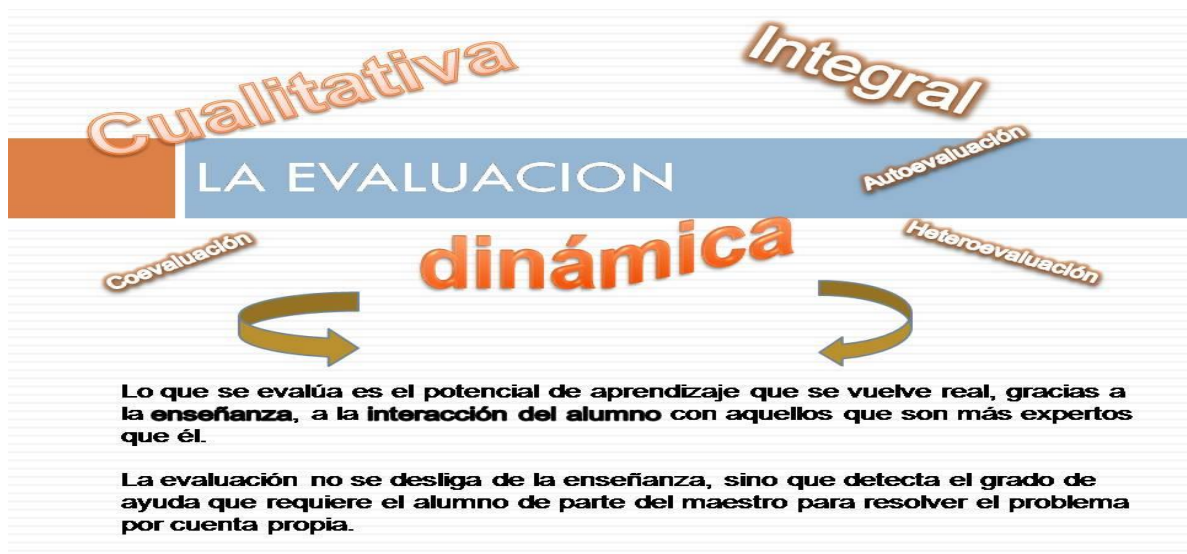 Cualitativa
Integral
Autoevaluación
LA EVALUACION
Coevaluación
dinámica
Heteroevaluación
Lo que se evalúa es el potencial de aprendizaje que se vuelve real, gracias a
la enseñanza, a la interacción del alumno con aquellos que son más expertos
que él.
La evaluación no se desliga de la enseñanza, sino que detecta el grado de
ayuda que requiere el alumno de parte del maestro para resolver el problema
por cuenta propia.